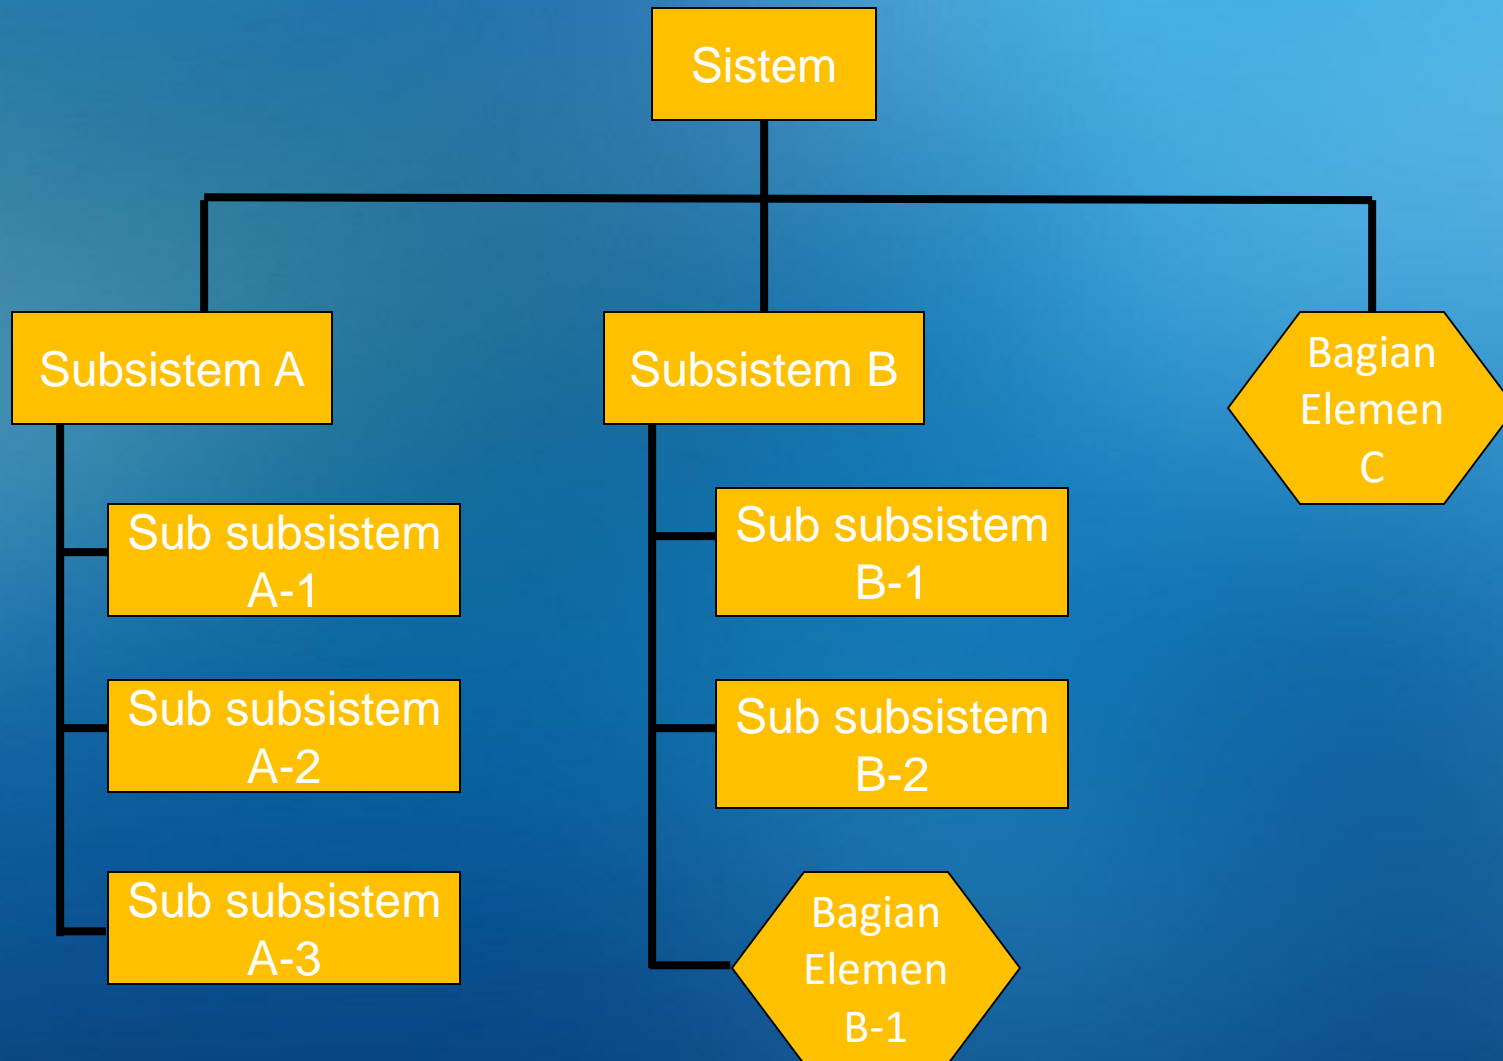 Sistem
Subsistem A
Subsistem B
Bagian
Elemen
C
Sub subsistem
A-1
Sub subsistem
B-1
Sub subsistem
A-2
Sub subsistem
B-2
Sub subsistem
A-3
Bagian
Elemen
B-1